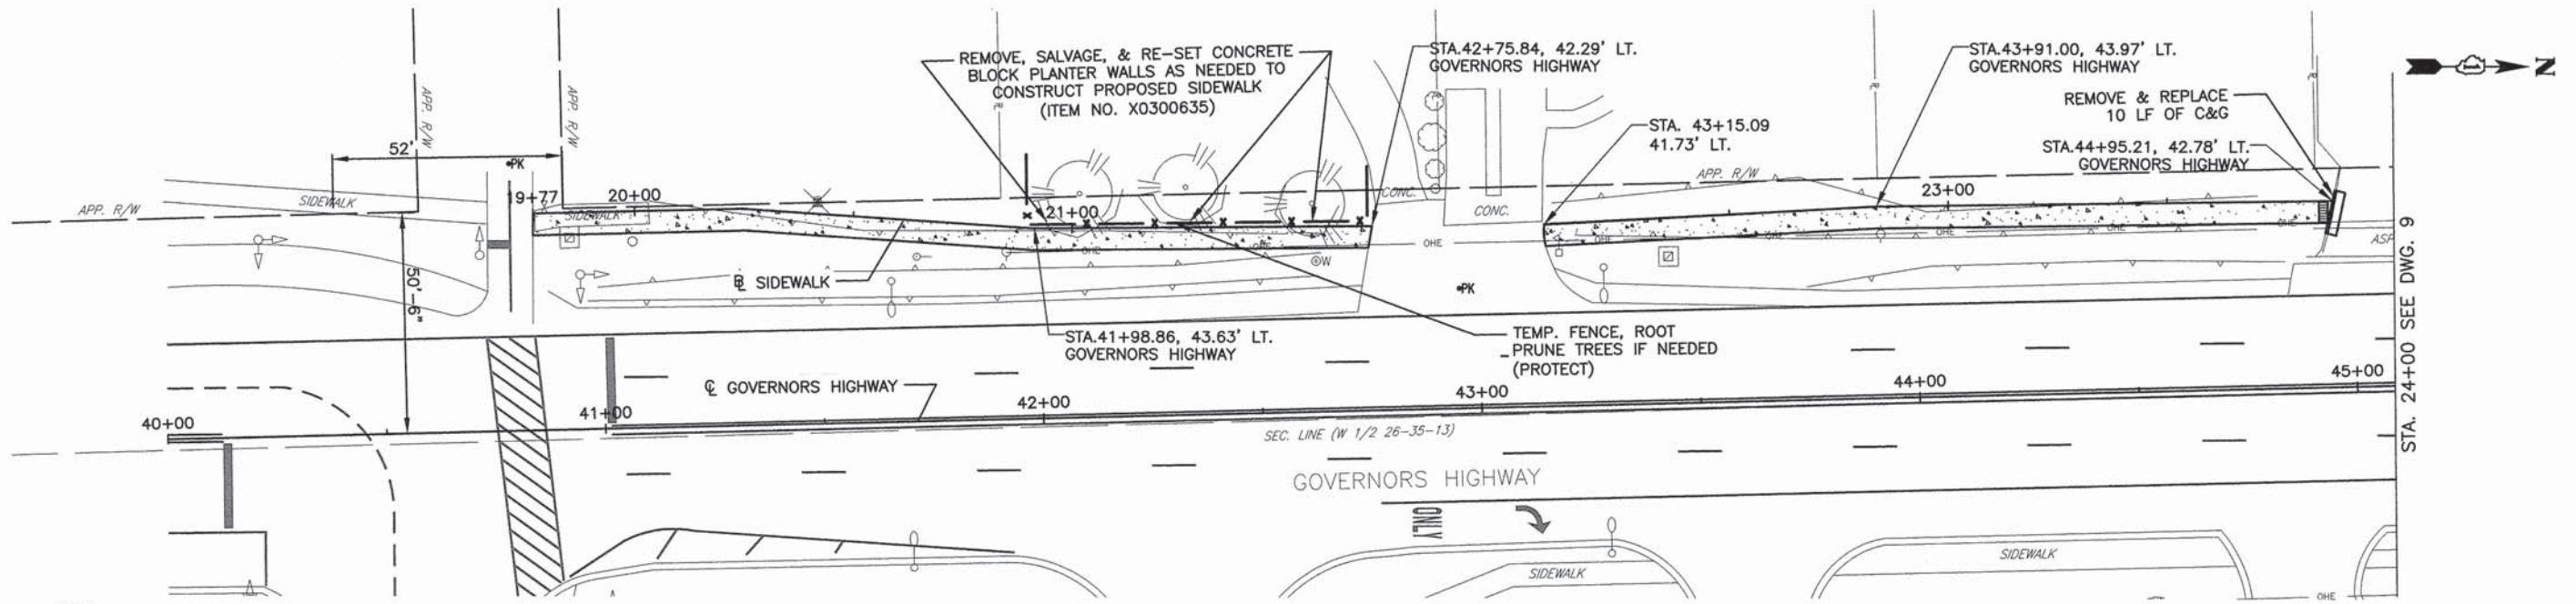 REMOVE, SALVAGE, & RE-SET CONCRETE
BLOCK PLANTER WALLS AS NEEDED TO
CONSTRUCT PROPOSED SIDEWALK
(ITEM NO. X0300635)
STA.42+75.84, 42.29' LT.
GOVERNORS HIGHWAY
STA.43+91.00, 43.97' LT.
GOVERNORS HIGHWAY
N
REMOVE & REPLACE
10 LF OF C&G
APP. R/W
APP. R/W
STA. 43+15.09
41.73' LT.
STA.44+95.21, 42.78' LT.
GOVERNORS HIGHWAY
52'
PK
APP. R/W
SIDEWALK
19+77
20+00
SIDEWALK
21+00
CONC.
CONC.
APP. R/W
23+00
OHE
OHE
OHE
OHE
OHE
OHE
OHE
OHE
OHE
ASP
W
℄ SIDEWALK
PK
50'-6"
STA.41+98.86, 43.63' LT.
GOVERNORS HIGHWAY
TEMP. FENCE, ROOT
PRUNE TREES IF NEEDED
(PROTECT)
STA. 24+00 SEE DWG. 9
℄ GOVERNORS HIGHWAY
40+00
41+00
42+00
43+00
44+00
45+00
SEC. LINE (W 1/2 26-35-13)
GOVERNORS HIGHWAY
ONLY
SIDEWALK
SIDEWALK
OHE